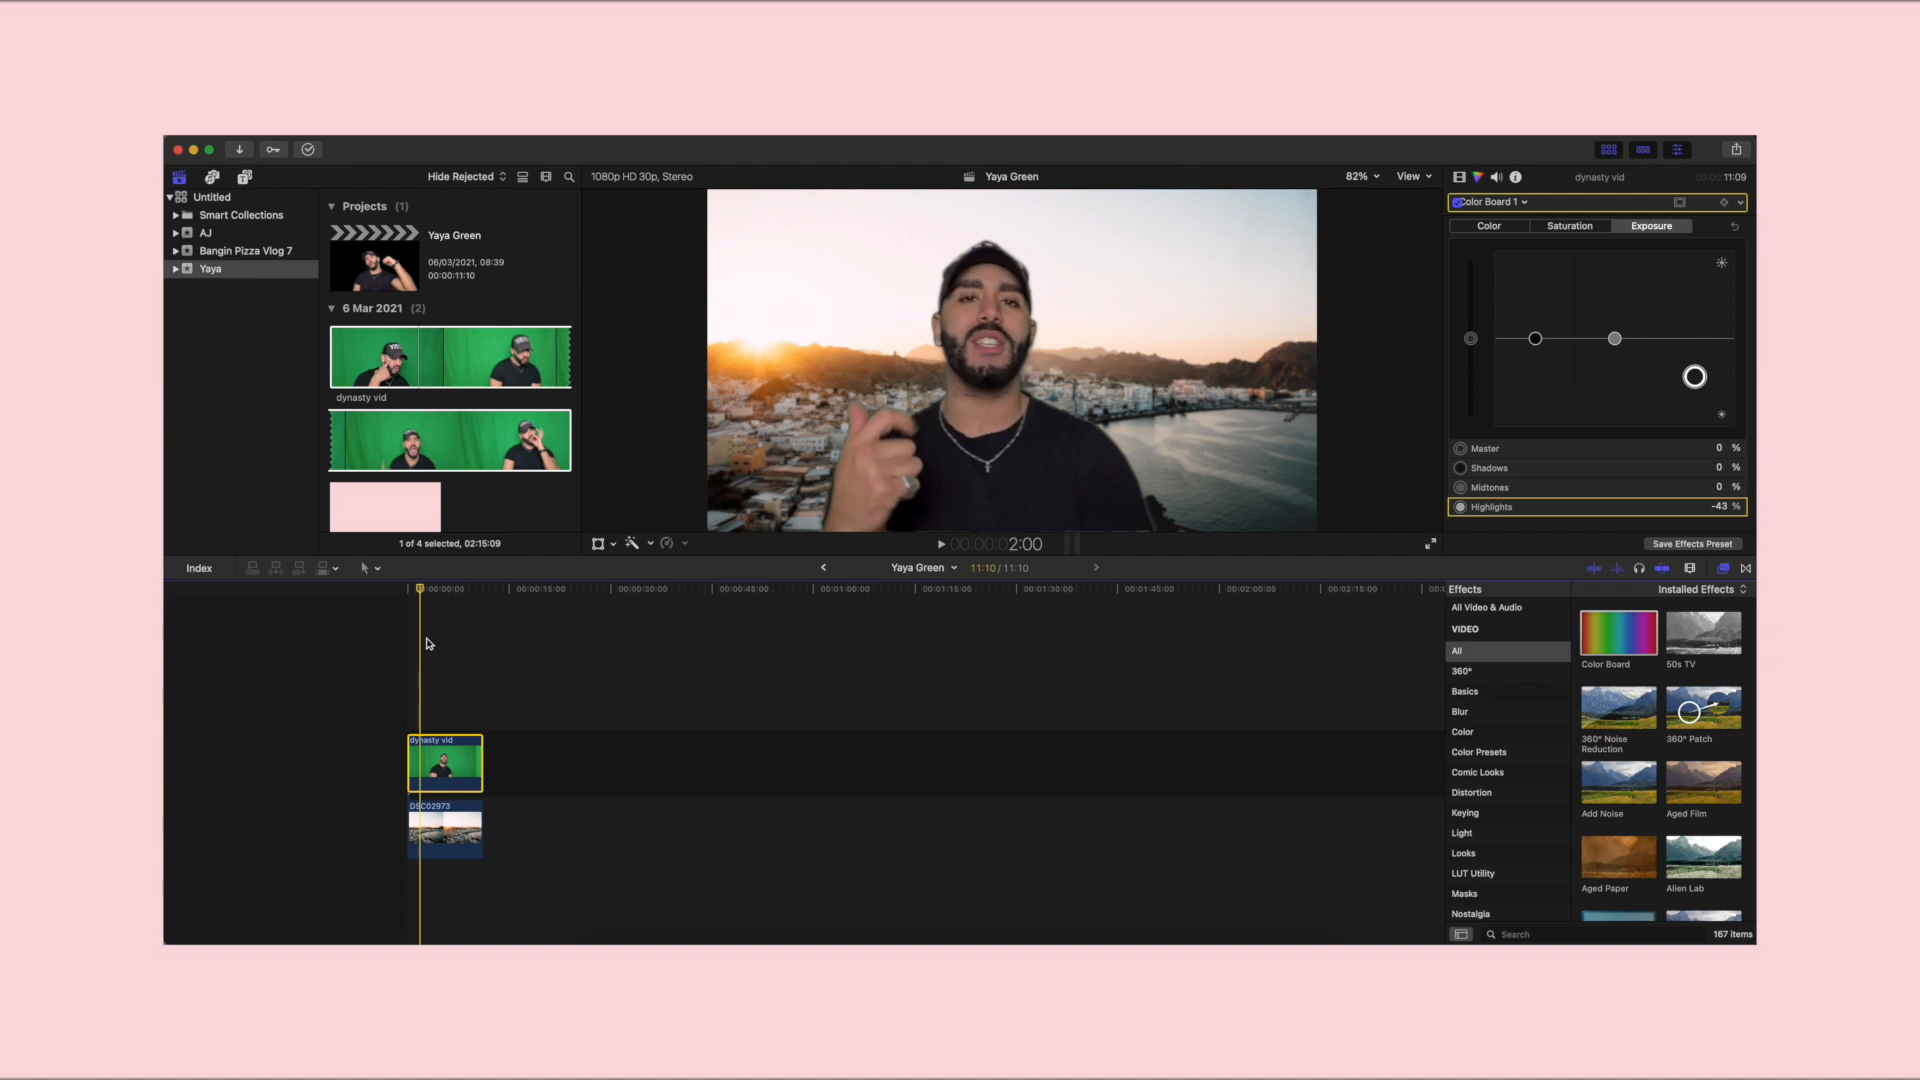 Hide Rejected
1080p HD 30p, Stereo
Yaya Green
82%
View
dynasty vid
00:00:11:09
Untitled
Smart Collections
AJ
Bangin Pizza Vlog 7
Yaya
Projects (1)
Yaya Green
06/03/2021, 08:39
00:00:11:10
6 Mar 2021 (2)
dynasty vid
1 of 4 selected, 02:15:09
Color Board 1
Color
Saturation
Exposure
Master 0 %
Shadows 0 %
Midtones 0 %
Highlights -43 %
Save Effects Preset
00:00:02:00
Index
Yaya Green
11:10 / 11:10
00:00:00:00
00:00:15:00
00:00:30:00
00:00:45:00
00:01:00:00
00:01:15:00
00:01:30:00
00:01:45:00
00:02:00:00
00:02:15:00
dynasty vid
DSC02973
Effects
Installed Effects
All Video & Audio
VIDEO
All
360°
Basics
Blur
Color
Color Presets
Comic Looks
Distortion
Keying
Light
Looks
LUT Utility
Masks
Nostalgia
Color Board
50s TV
360° Noise
Reduction
360° Patch
Add Noise
Aged Film
Aged Paper
Alien Lab
Search
167 items